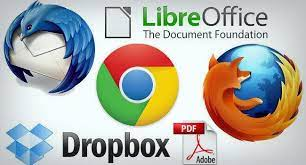 LibreOffice
The Document Foundation
Dropbox
PDF
Adobe